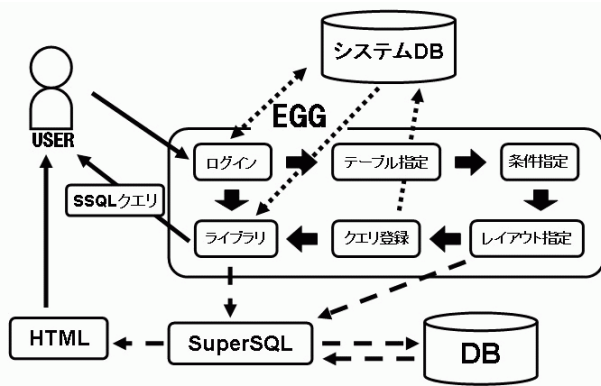 システムDB
EGG
USER
ログイン
テーブル指定
条件指定
SSQLクエリ
ライブラリ
クエリ登録
レイアウト指定
HTML
SuperSQL
DB